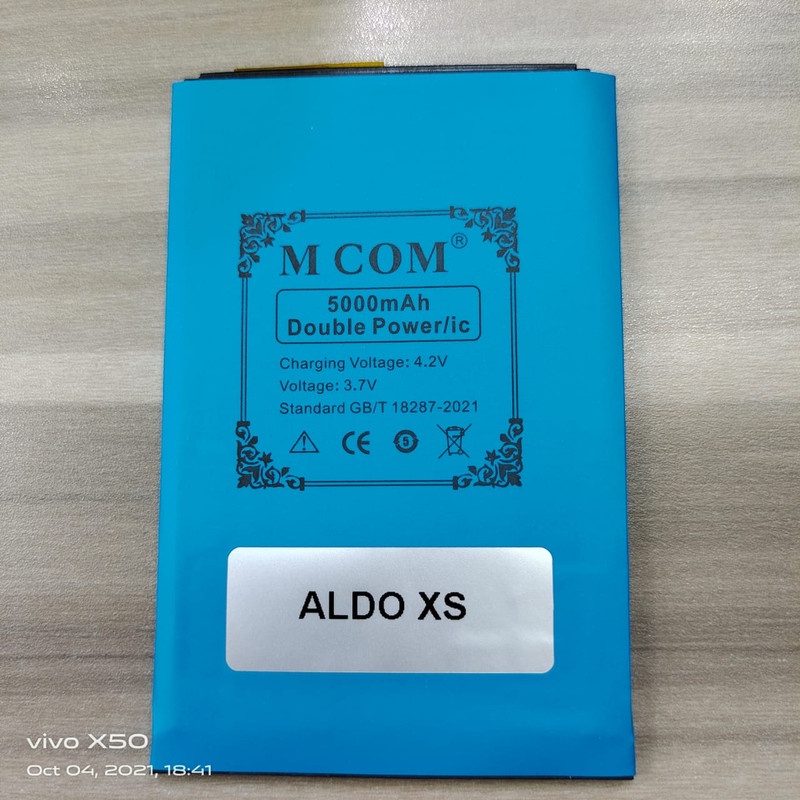 M COM®
5000mAh
Double Power/ic
Charging Voltage: 4.2V
Voltage: 3.7V
Standard GB/T 18287-2021
CE 5
ALDO XS
vivo X50
Oct 04, 2021, 18:41